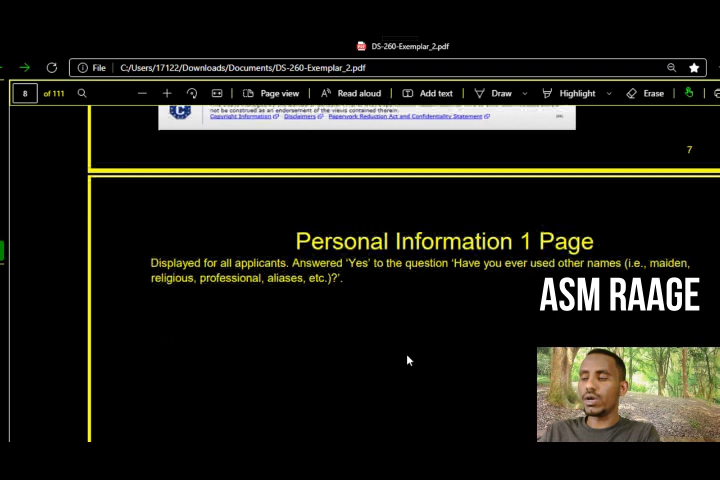 DS-260-Exemplar_2.pdf
File C:/Users/17122/Downloads/Documents/DS-260-Exemplar_2.pdf
8 of 111 Page view Read aloud Add text Draw Highlight Erase
not be construed as an endorsement of the views contained therein.
Copyright Information Disclaimers Paperwork Reduction Act and Confidentiality Statement
7
Personal Information 1 Page
Displayed for all applicants. Answered ‘Yes’ to the question ‘Have you ever used other names (i.e., maiden,
religious, professional, aliases, etc.)?’.
ASM RAAGE